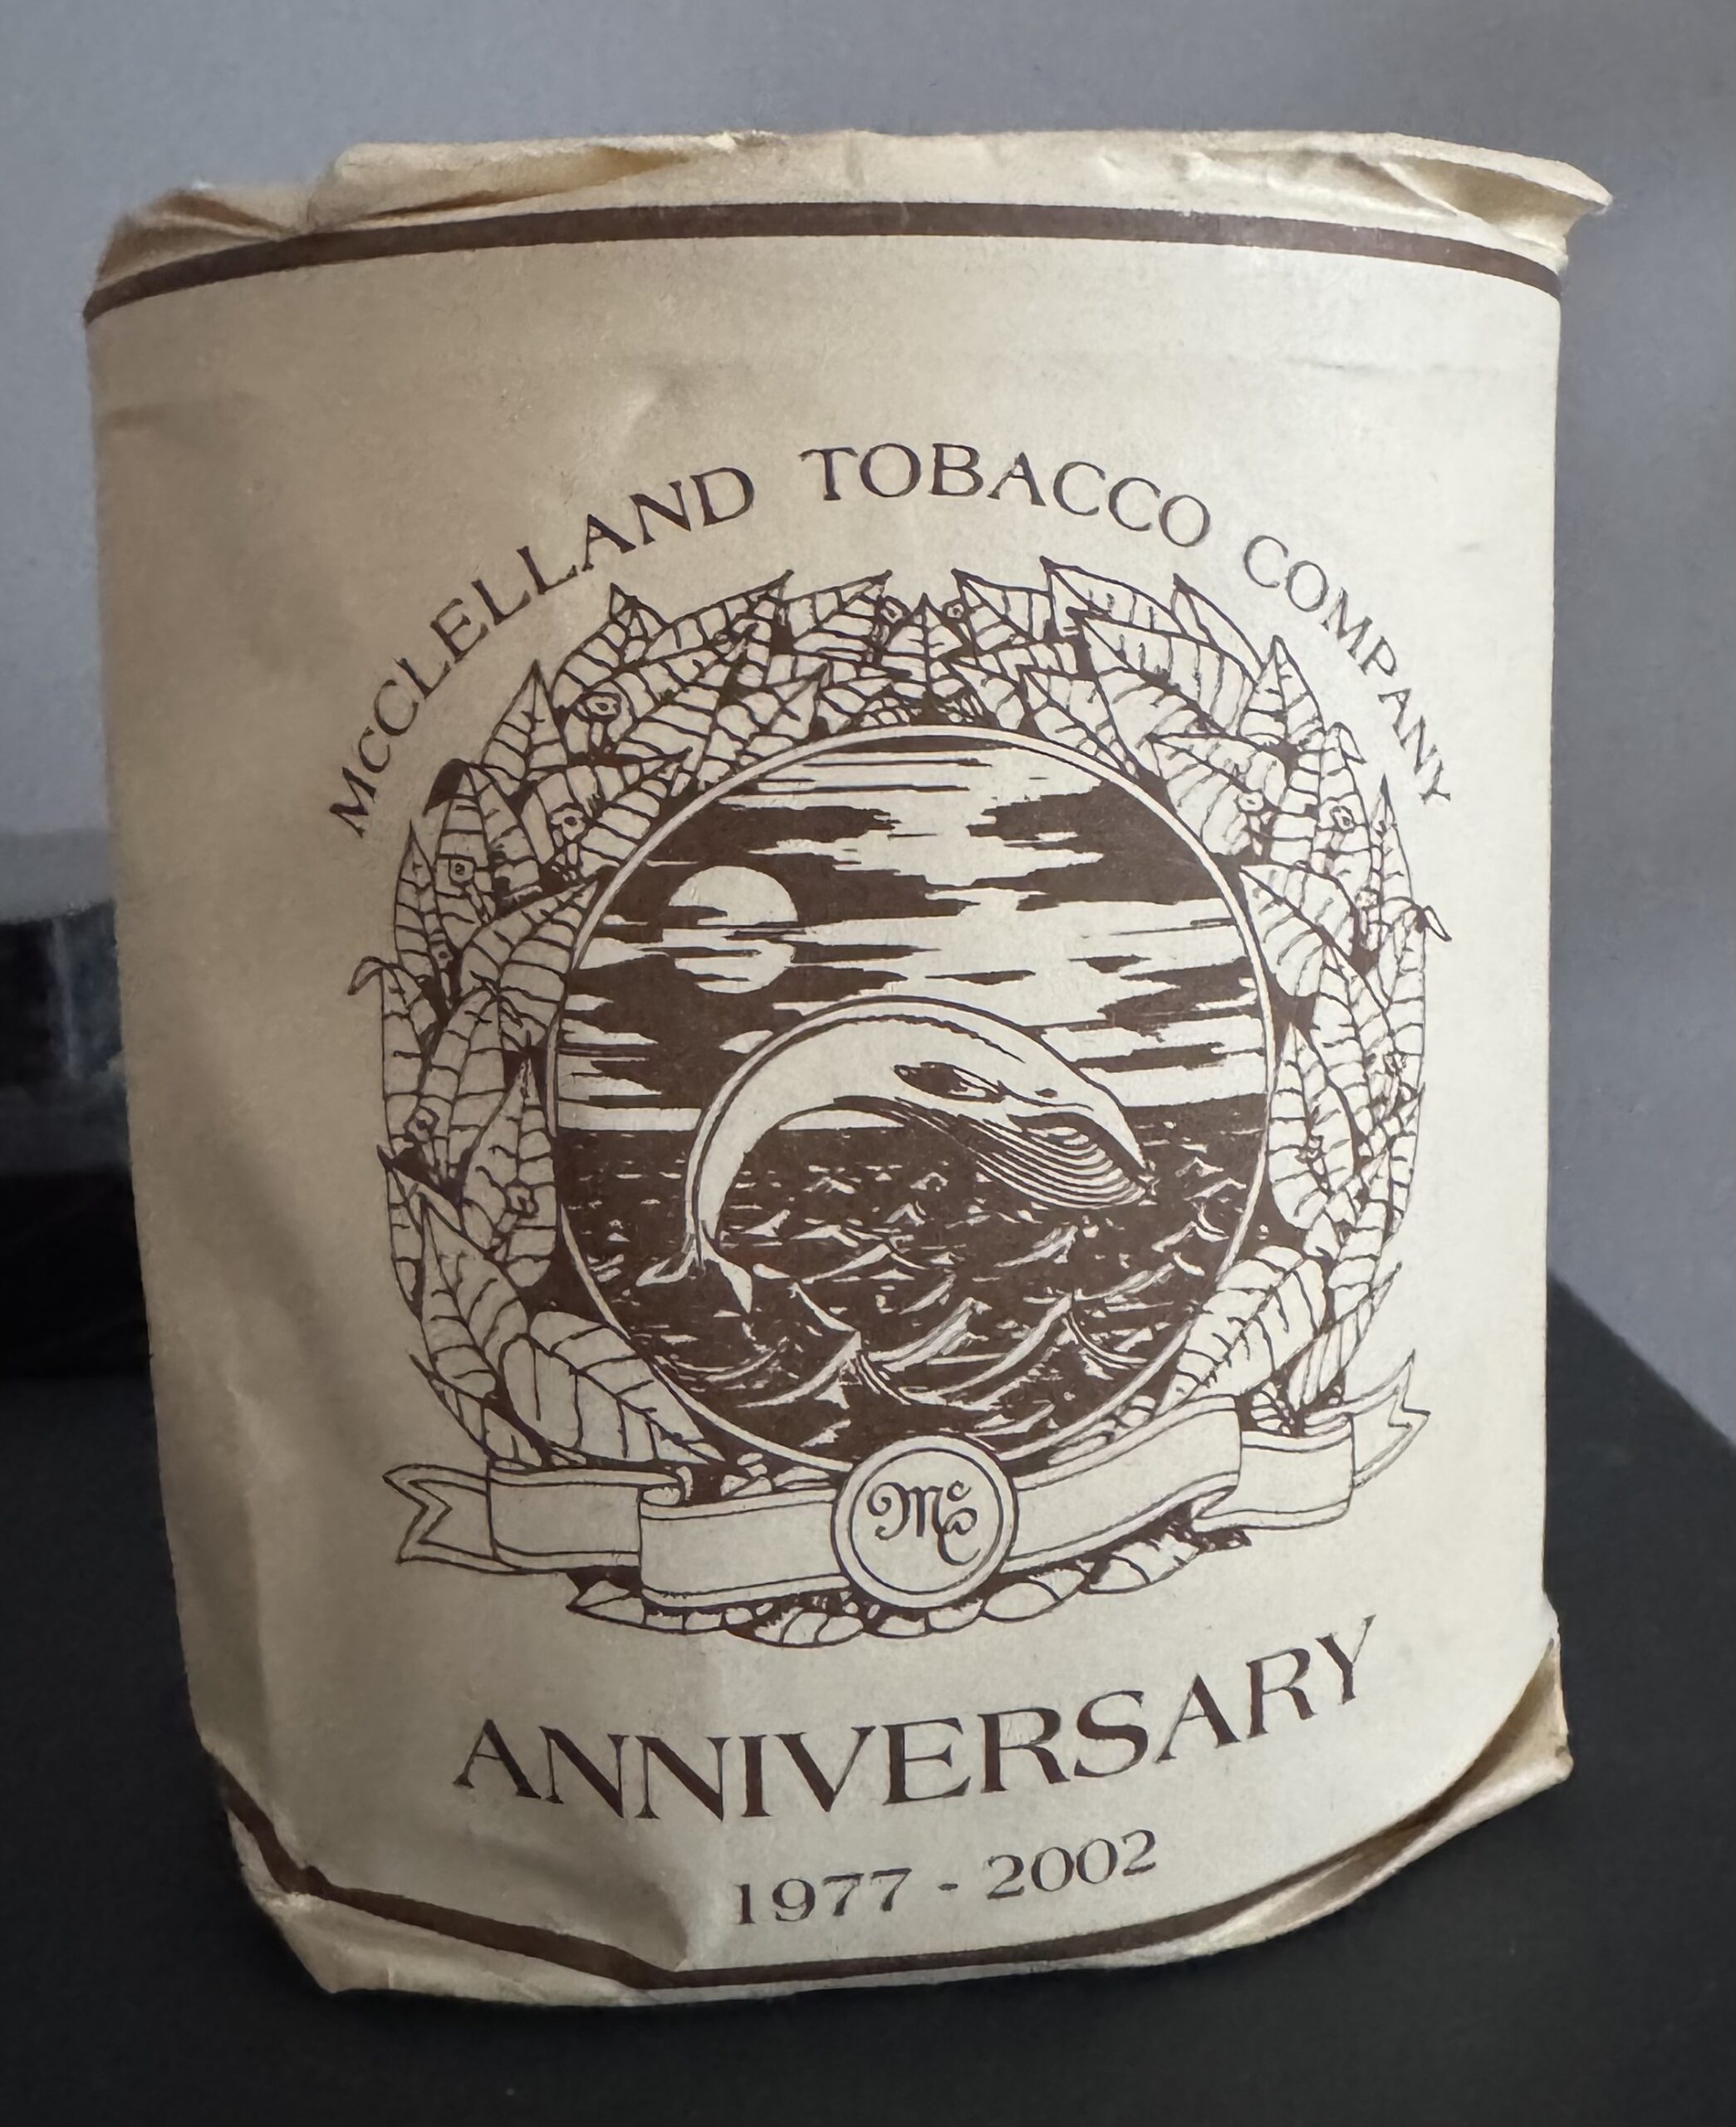 McCLELLAND TOBACCO COMPANY
Mc
ANNIVERSARY
1977 - 2002